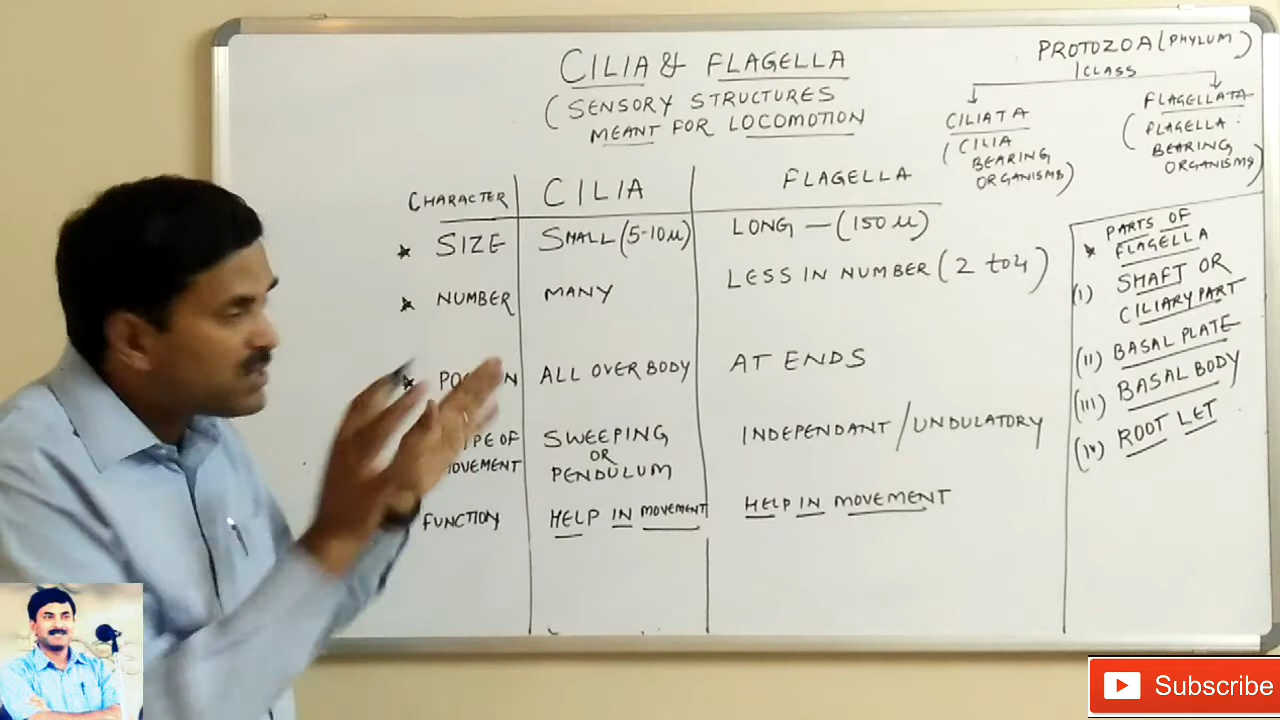 CILIA & FLAGELLA
(SENSORY STRUCTURES
MEANT FOR LOCOMOTION
PROTOZOA (PHYLUM)
CLASS
CILIATA
(CILIA
BEARING
ORGANISMS)
FLAGELLATA
(FLAGELLA
BEARING
ORGANISMS)
CHARACTER CILIA FLAGELLA
* SIZE SMALL (5-10µ) LONG — (150µ)
* NUMBER MANY LESS IN NUMBER (2 to 4)
* ALL OVER BODY AT ENDS
OF
MOVEMENT SWEEPING
OR
PENDULUM INDEPENDANT / UNDULATORY
FUNCTION HELP IN MOVEMENT HELP IN MOVEMENT
* PARTS OF
FLAGELLA
(I) SHAFT OR
CILIARY PART
(II) BASAL PLATE
(III) BASAL BODY
(IV) ROOT LET
Subscribe